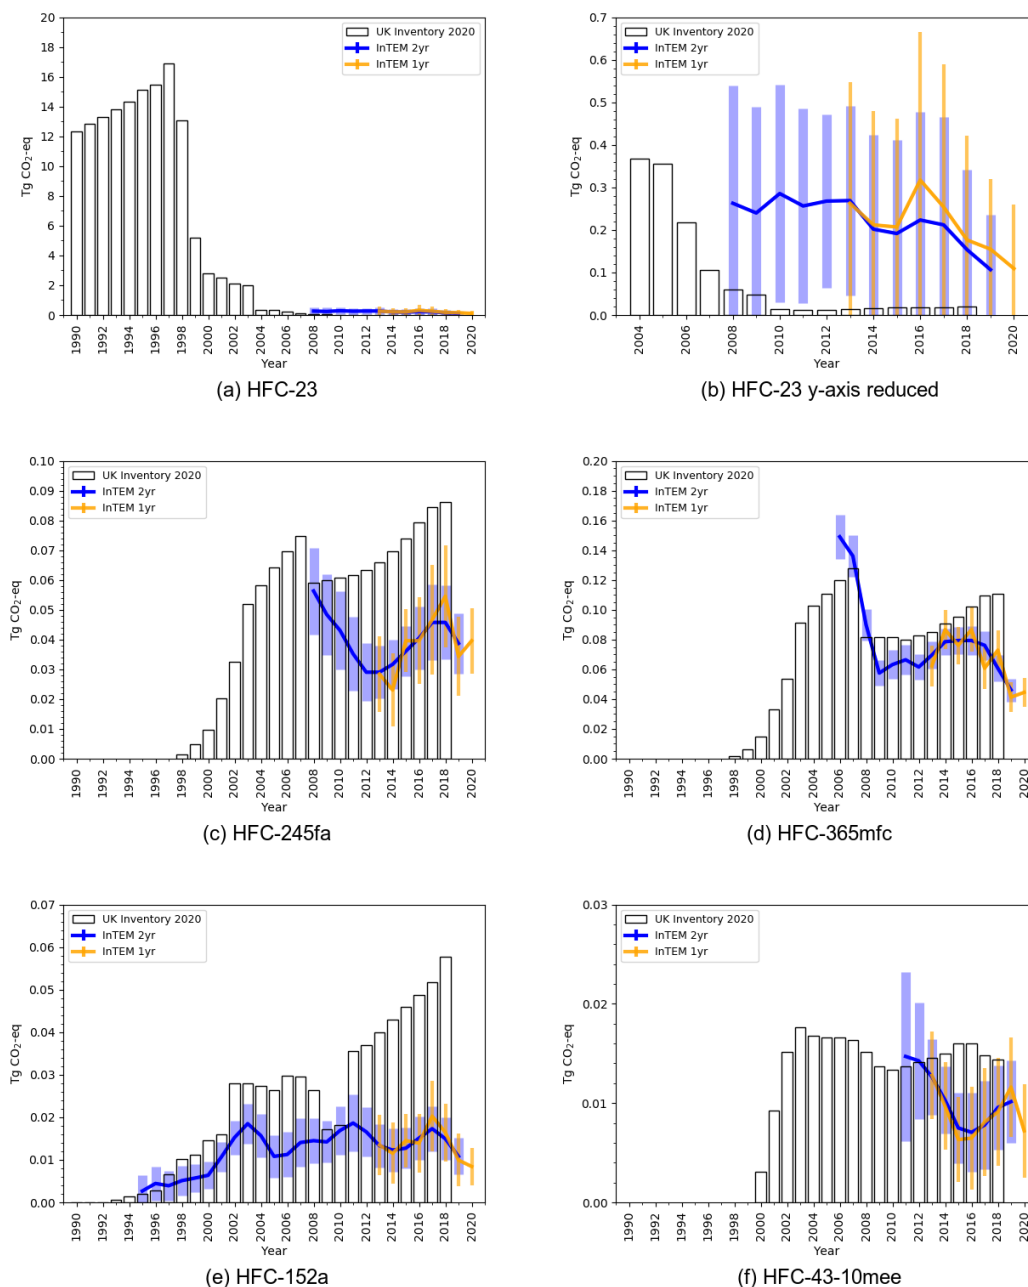 20
18
16
14
12
10
8
6
4
2
0
Tg CO₂-eq
UK Inventory 2020
InTEM 2yr
InTEM 1yr
1990 1992 1994 1996 1998 2000 2002 2004 2006 2008 2010 2012 2014 2016 2018 2020
Year
(a) HFC-23
0.7
0.6
0.5
0.4
0.3
0.2
0.1
0.0
Tg CO₂-eq
UK Inventory 2020
InTEM 2yr
InTEM 1yr
2004 2006 2008 2010 2012 2014 2016 2018 2020
Year
(b) HFC-23 y-axis reduced
0.10
0.09
0.08
0.07
0.06
0.05
0.04
0.03
0.02
0.01
0.00
Tg CO₂-eq
UK Inventory 2020
InTEM 2yr
InTEM 1yr
1990 1992 1994 1996 1998 2000 2002 2004 2006 2008 2010 2012 2014 2016 2018 2020
Year
(c) HFC-245fa
0.20
0.18
0.16
0.14
0.12
0.10
0.08
0.06
0.04
0.02
0.00
Tg CO₂-eq
UK Inventory 2020
InTEM 2yr
InTEM 1yr
1990 1992 1994 1996 1998 2000 2002 2004 2006 2008 2010 2012 2014 2016 2018 2020
Year
(d) HFC-365mfc
0.07
0.06
0.05
0.04
0.03
0.02
0.01
0.00
Tg CO₂-eq
UK Inventory 2020
InTEM 2yr
InTEM 1yr
1990 1992 1994 1996 1998 2000 2002 2004 2006 2008 2010 2012 2014 2016 2018 2020
Year
(e) HFC-152a
0.03
0.02
0.01
0.00
Tg CO₂-eq
UK Inventory 2020
InTEM 2yr
InTEM 1yr
1990 1992 1994 1996 1998 2000 2002 2004 2006 2008 2010 2012 2014 2016 2018 2020
Year
(f) HFC-43-10mee